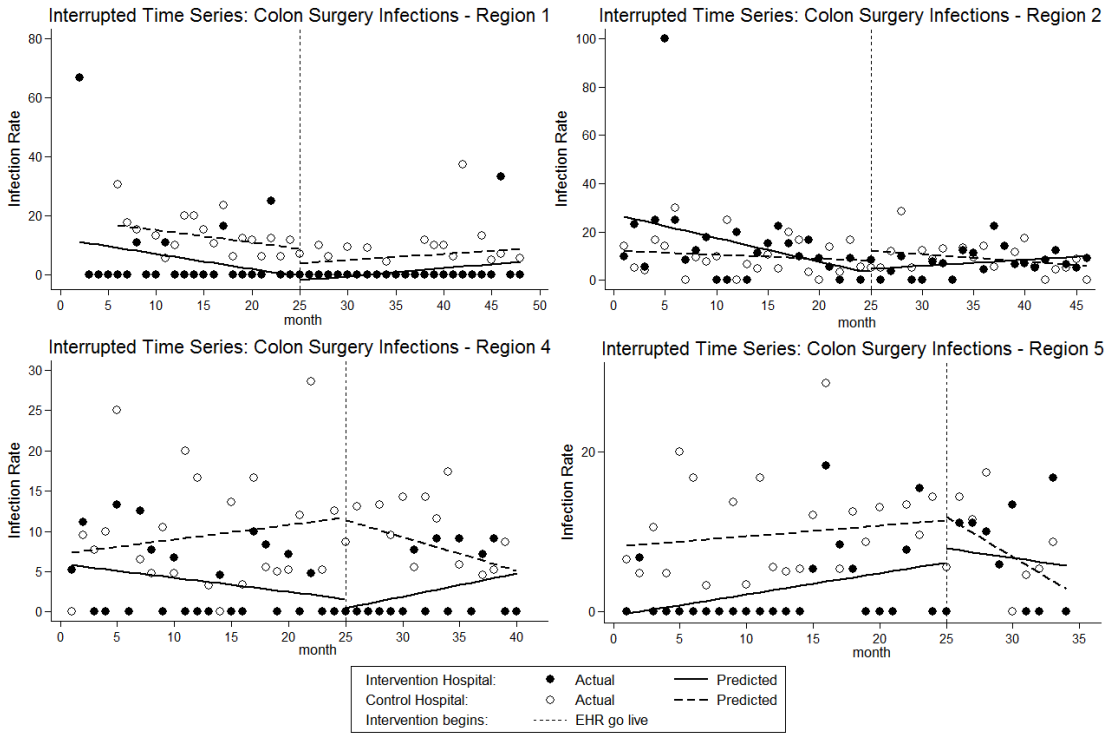 Interrupted Time Series: Colon Surgery Infections - Region 1
80
60
40
20
0
Infection Rate
0 5 10 15 20 25 30 35 40 45 50
month
Interrupted Time Series: Colon Surgery Infections - Region 2
100
80
60
40
20
0
Infection Rate
0 5 10 15 20 25 30 35 40 45
month
Interrupted Time Series: Colon Surgery Infections - Region 4
30
25
20
15
10
5
0
Infection Rate
0 5 10 15 20 25 30 35 40
month
Interrupted Time Series: Colon Surgery Infections - Region 5
20
0
Infection Rate
0 5 10 15 20 25 30 35
month
Intervention Hospital: Actual Predicted
Control Hospital: Actual Predicted
Intervention begins: EHR go live